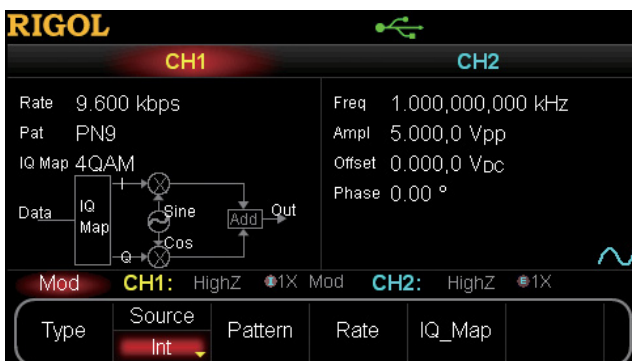 RIGOL
CH1 CH2
Rate 9.600 kbps
Pat PN9
IQ Map 4QAM
Data IQ Map I Sine Cos Q Add Out
Freq 1.000,000,000 kHz
Ampl 5.000,0 Vpp
Offset 0.000,0 VDC
Phase 0.00 °
Mod CH1: HighZ 1X Mod CH2: HighZ 1X
Type Source Pattern Rate IQ_Map
Int